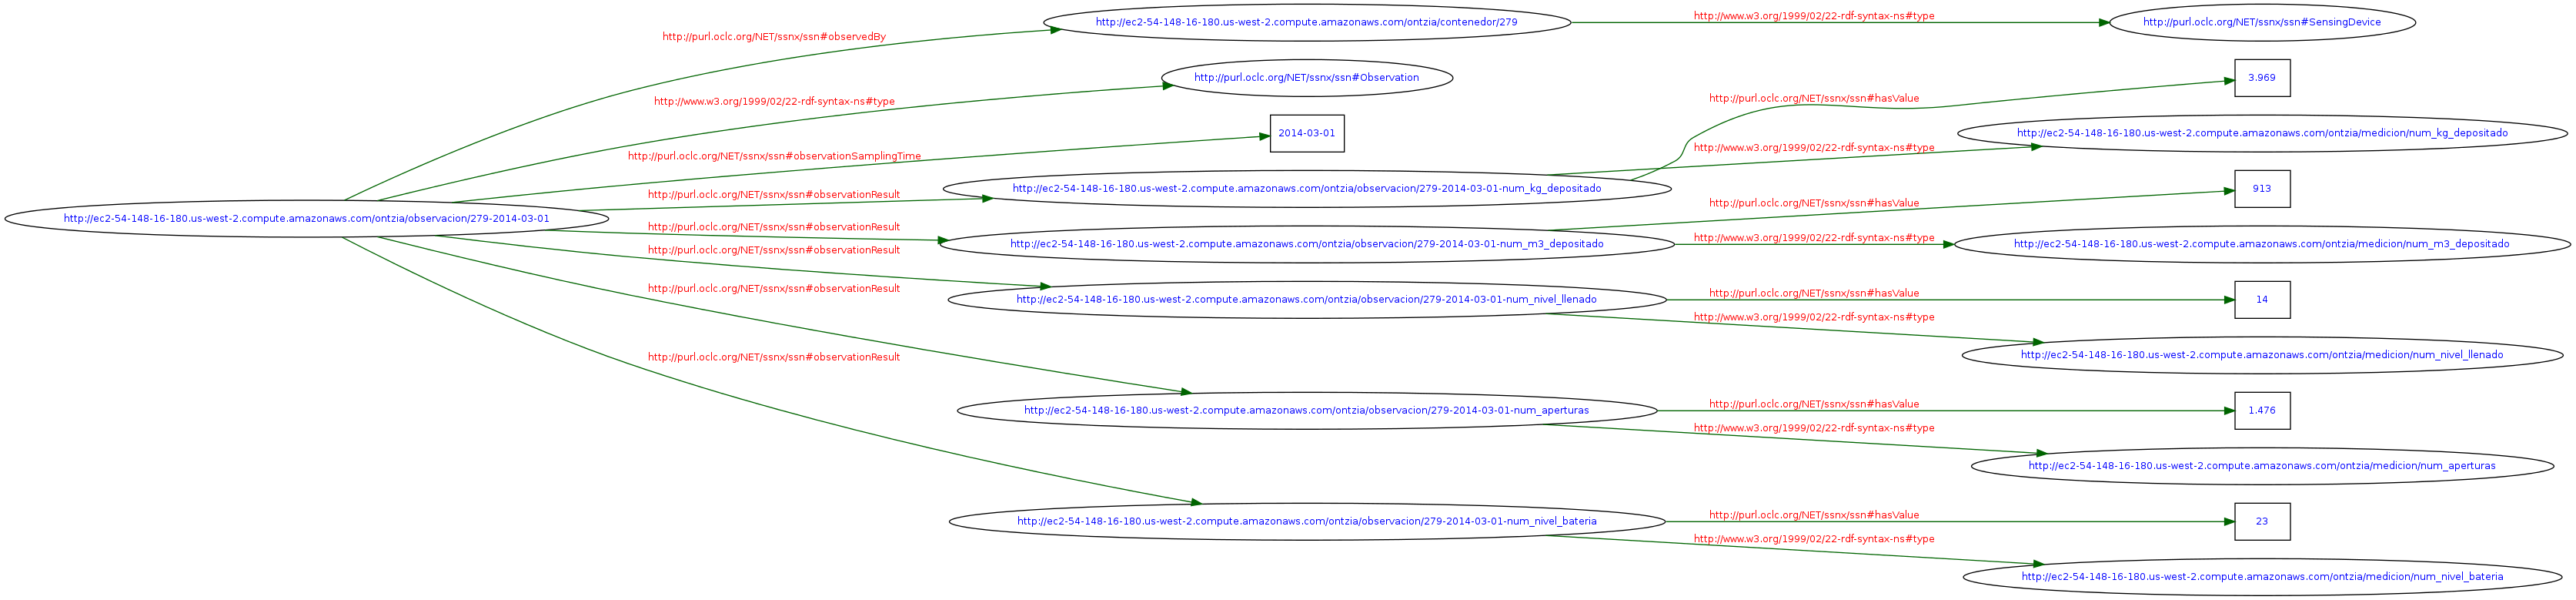 http://ec2-54-148-16-180.us-west-2.compute.amazonaws.com/ontzia/contenedor/279
http://www.w3.org/1999/02/22-rdf-syntax-ns#type
http://purl.oclc.org/NET/ssnx/ssn#SensingDevice
http://purl.oclc.org/NET/ssnx/ssn#observedBy
http://purl.oclc.org/NET/ssnx/ssn#Observation
3.969
http://www.w3.org/1999/02/22-rdf-syntax-ns#type
http://purl.oclc.org/NET/ssnx/ssn#hasValue
2014-03-01
http://ec2-54-148-16-180.us-west-2.compute.amazonaws.com/ontzia/medicion/num_kg_depositado
http://purl.oclc.org/NET/ssnx/ssn#observationSamplingTime
http://www.w3.org/1999/02/22-rdf-syntax-ns#type
http://purl.oclc.org/NET/ssnx/ssn#observationResult
http://ec2-54-148-16-180.us-west-2.compute.amazonaws.com/ontzia/observacion/279-2014-03-01-num_kg_depositado
913
http://purl.oclc.org/NET/ssnx/ssn#hasValue
http://ec2-54-148-16-180.us-west-2.compute.amazonaws.com/ontzia/observacion/279-2014-03-01
http://purl.oclc.org/NET/ssnx/ssn#observationResult
http://ec2-54-148-16-180.us-west-2.compute.amazonaws.com/ontzia/observacion/279-2014-03-01-num_m3_depositado
http://www.w3.org/1999/02/22-rdf-syntax-ns#type
http://ec2-54-148-16-180.us-west-2.compute.amazonaws.com/ontzia/medicion/num_m3_depositado
http://purl.oclc.org/NET/ssnx/ssn#observationResult
http://purl.oclc.org/NET/ssnx/ssn#observationResult
http://ec2-54-148-16-180.us-west-2.compute.amazonaws.com/ontzia/observacion/279-2014-03-01-num_nivel_llenado
http://purl.oclc.org/NET/ssnx/ssn#hasValue
14
http://www.w3.org/1999/02/22-rdf-syntax-ns#type
http://purl.oclc.org/NET/ssnx/ssn#observationResult
http://ec2-54-148-16-180.us-west-2.compute.amazonaws.com/ontzia/medicion/num_nivel_llenado
http://ec2-54-148-16-180.us-west-2.compute.amazonaws.com/ontzia/observacion/279-2014-03-01-num_aperturas
http://purl.oclc.org/NET/ssnx/ssn#hasValue
1.476
http://www.w3.org/1999/02/22-rdf-syntax-ns#type
http://ec2-54-148-16-180.us-west-2.compute.amazonaws.com/ontzia/medicion/num_aperturas
http://ec2-54-148-16-180.us-west-2.compute.amazonaws.com/ontzia/observacion/279-2014-03-01-num_nivel_bateria
http://purl.oclc.org/NET/ssnx/ssn#hasValue
23
http://www.w3.org/1999/02/22-rdf-syntax-ns#type
http://ec2-54-148-16-180.us-west-2.compute.amazonaws.com/ontzia/medicion/num_nivel_bateria